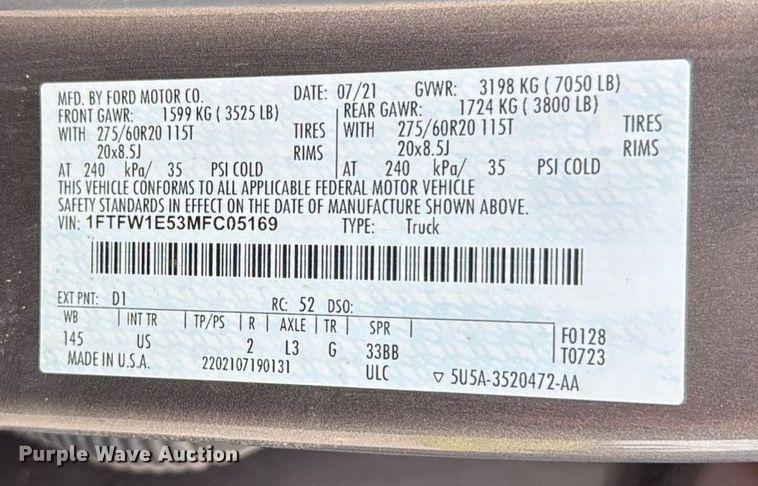 MFD. BY FORD MOTOR CO. DATE: 07/21 GVWR: 3198 KG ( 7050 LB)
FRONT GAWR: 1599 KG ( 3525 LB) REAR GAWR: 1724 KG ( 3800 LB)
WITH 275/60R20 115T TIRES WITH 275/60R20 115T TIRES
20x8.5J RIMS 20x8.5J RIMS
AT 240 kPa/ 35 PSI COLD AT 240 kPa/ 35 PSI COLD
THIS VEHICLE CONFORMS TO ALL APPLICABLE FEDERAL MOTOR VEHICLE
SAFETY STANDARDS IN EFFECT ON THE DATE OF MANUFACTURE SHOWN ABOVE.
VIN: 1FTFW1E53MFC05169 TYPE: Truck
EXT PNT: D1 RC: 52 DSO:
WB INT TR TP/PS R AXLE TR SPR F0128
145 US 2 L3 G 33BB T0723
MADE IN U.S.A. 2202107190131 ULC ▽ 5U5A-3520472-AA
Purple Wave Auction